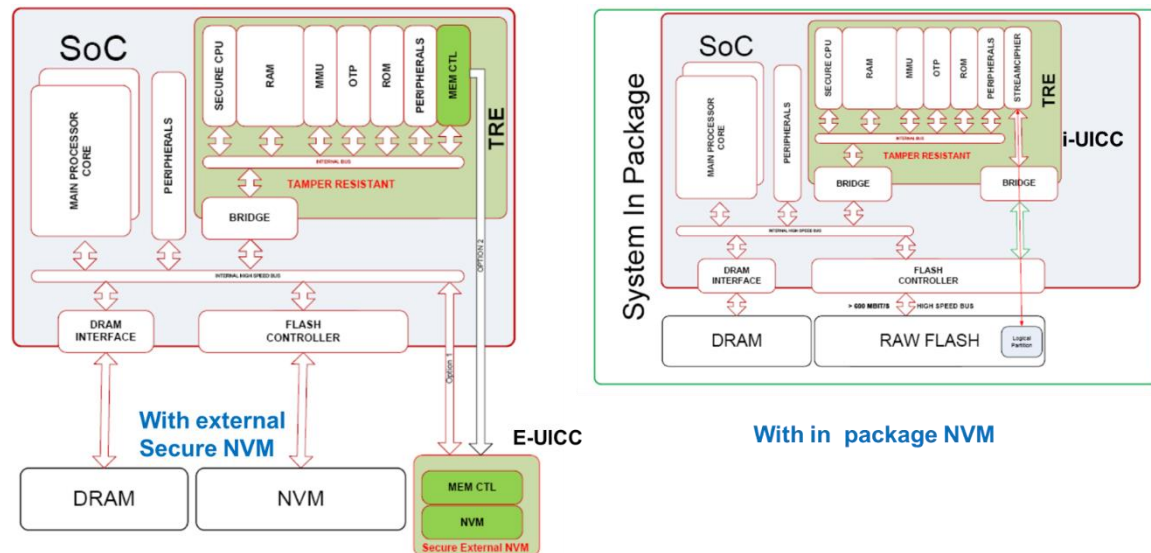 SoC
MAIN PROCESSOR
CORE
PERIPHERALS
SECURE CPU
RAM
MMU
OTP
ROM
PERIPHERALS
MEM CTL
TRE
INTERNAL BUS
TAMPER RESISTANT
BRIDGE
INTERNAL HIGH SPEED BUS
DRAM
INTERFACE
FLASH
CONTROLLER
Option 1
OPTION 2
With external
Secure NVM
E-UICC
DRAM
NVM
MEM CTL
NVM
Secure External NVM
System In Package
SoC
MAIN PROCESSOR
CORE
PERIPHERALS
SECURE CPU
RAM
MMU
OTP
ROM
PERIPHERALS
STREAMCIPHER
TRE
i-UICC
INTERNAL BUS
TAMPER RESISTANT
BRIDGE
BRIDGE
INTERNAL HIGH SPEED BUS
DRAM
INTERFACE
FLASH
CONTROLLER
> 600 MBIT/S
HIGH SPEED BUS
DRAM
RAW FLASH
Logical
Partition
With in package NVM